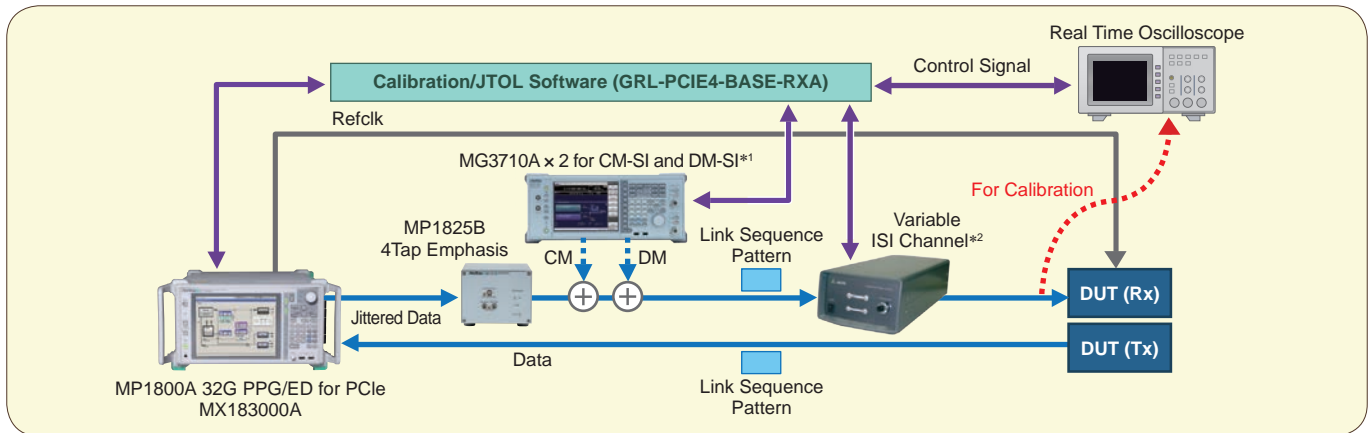 Real Time Oscilloscope
Calibration/JTOL Software (GRL-PCIE4-BASE-RXA)
Control Signal
Refclk
MG3710A × 2 for CM-SI and DM-SI*1
For Calibration
MP1825B
4Tap Emphasis
Variable
ISI Channel*2
Link Sequence
Pattern
CM
DM
+
+
Jittered Data
DUT (Rx)
DUT (Tx)
Data
Link Sequence
Pattern
MP1800A 32G PPG/ED for PCIe
MX183000A